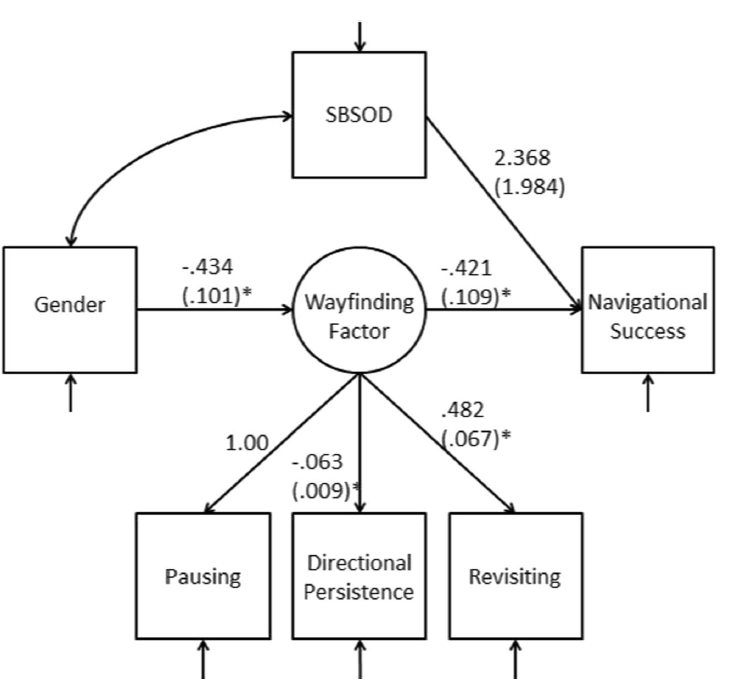 SBSOD
2.368
(1.984)
-.434
(.101)*
-.421
(.109)*
Gender
Wayfinding
Factor
Navigational
Success
.482
(.067)*
1.00
-.063
(.009)*
Pausing
Directional
Persistence
Revisiting